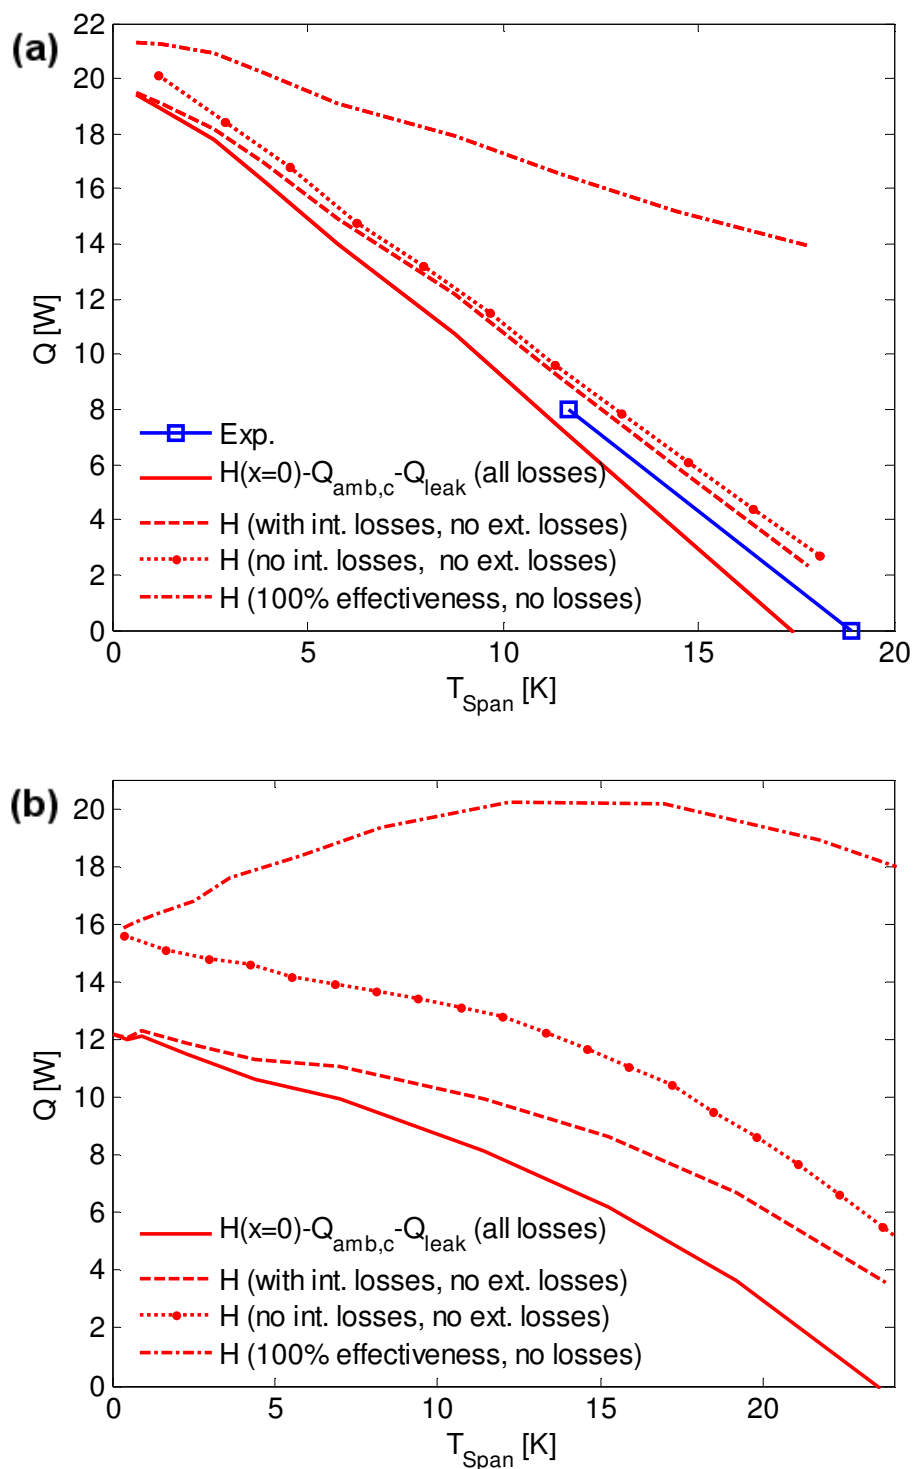 (a)
22
20
18
16
14
12
10
8
6
4
2
0
Q [W]
Exp.
H(x=0)-Q_amb,c-Q_leak (all losses)
H (with int. losses, no ext. losses)
H (no int. losses,  no ext. losses)
H (100% effectiveness, no losses)
0 5 10 15 20
T_Span [K]
(b)
20
18
16
14
12
10
8
6
4
2
0
Q [W]
H(x=0)-Q_amb,c-Q_leak (all losses)
H (with int. losses, no ext. losses)
H (no int. losses, no ext. losses)
H (100% effectiveness, no losses)
0 5 10 15 20
T_Span [K]